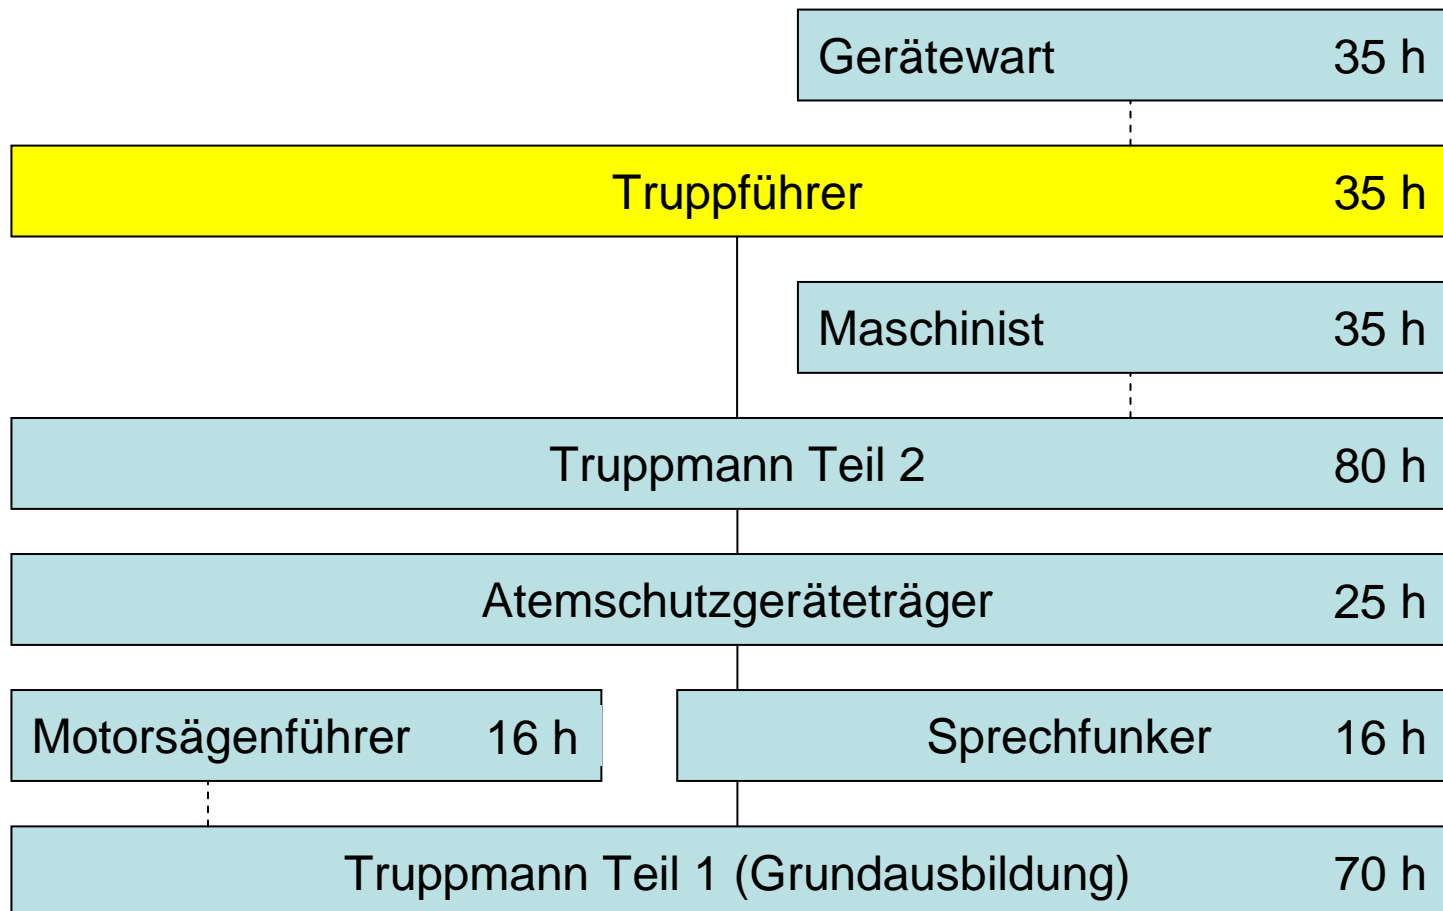 Gerätewart 35 h
Truppführer 35 h
Maschinist 35 h
Truppmann Teil 2 80 h
Atemschutzgeräteträger 25 h
Motorsägenführer 16 h Sprechfunker 16 h
Truppmann Teil 1 (Grundausbildung) 70 h